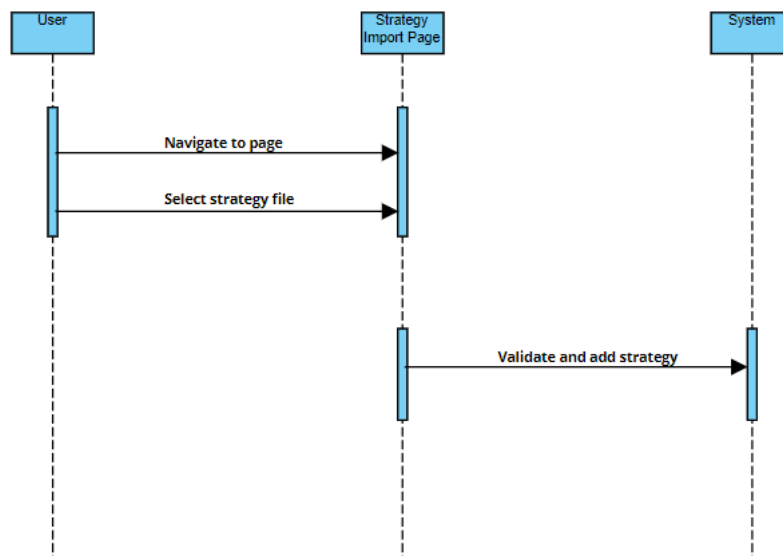 User
Strategy
Import Page
System
Navigate to page
Select strategy file
Validate and add strategy